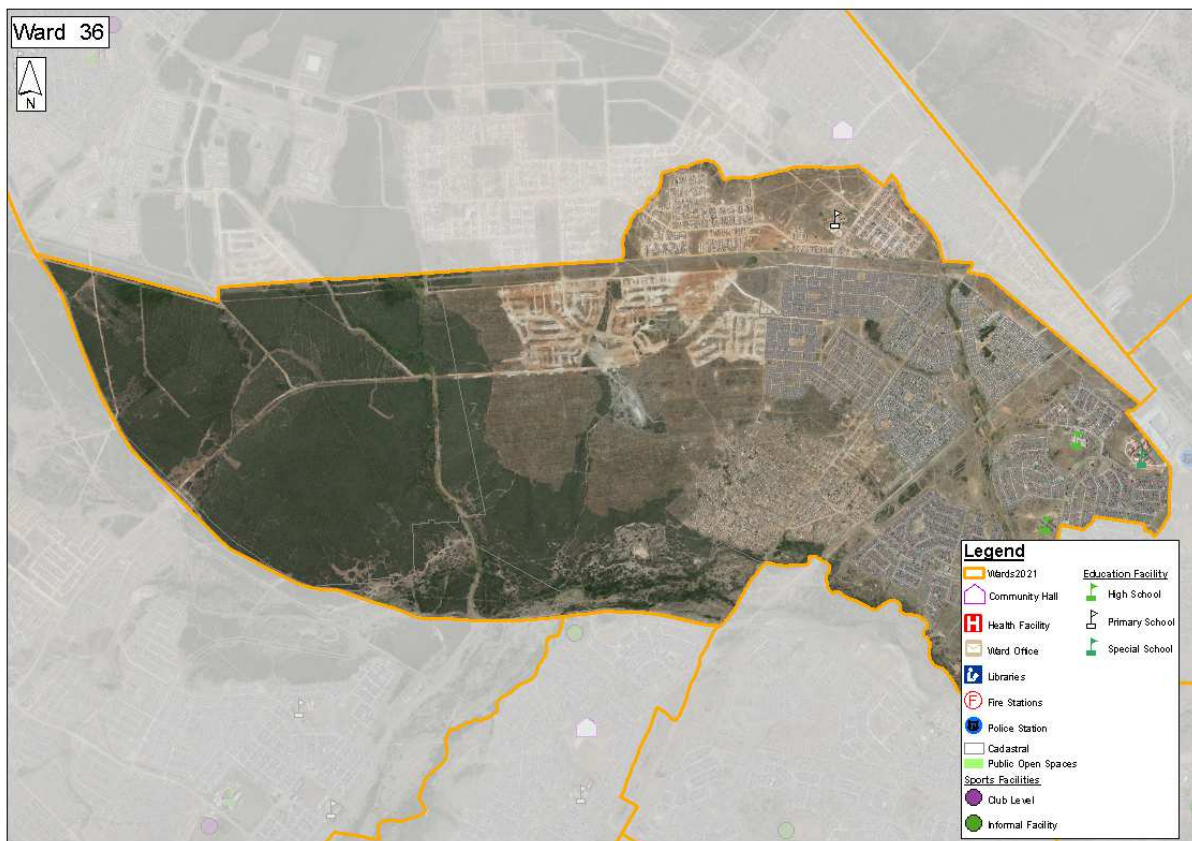 Ward 36
N
Legend
Wards2021
Community Hall
Health Facility
Ward Office
Libraries
Fire Stations
Police Station
Cadastral
Public Open Spaces
Sports Facilities
Club Level
Informal Facility
Education Facility
High School
Primary School
Special School
H
F